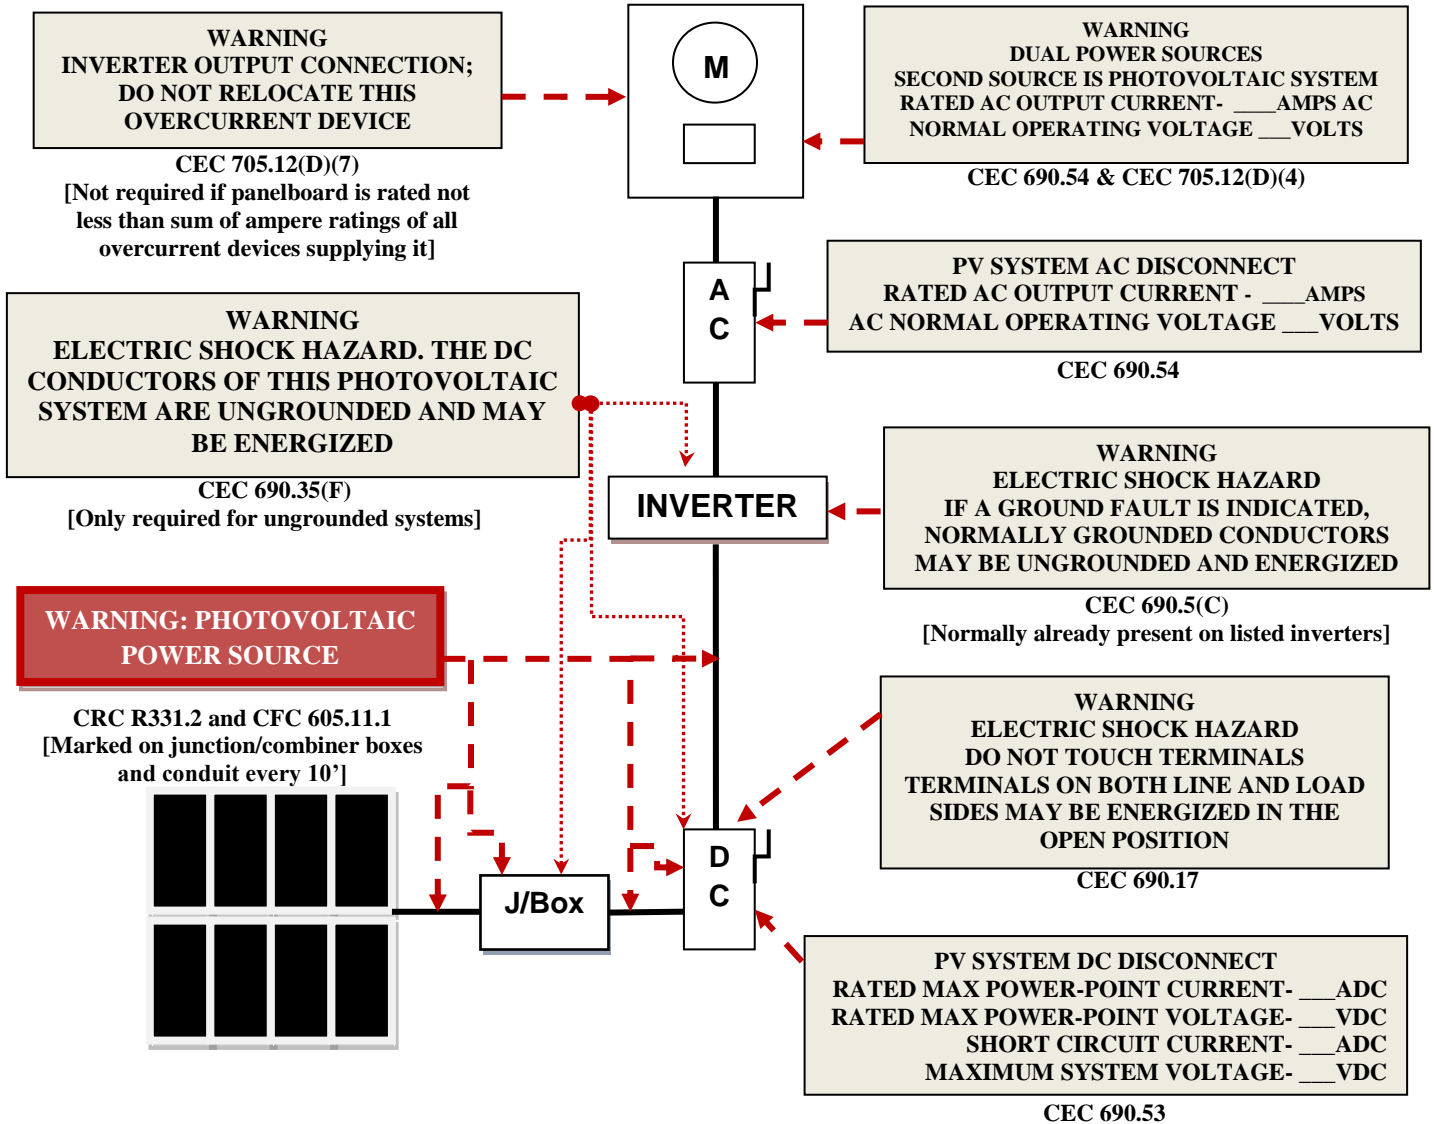 WARNING
INVERTER OUTPUT CONNECTION;
DO NOT RELOCATE THIS
OVERCURRENT DEVICE
CEC 705.12(D)(7)
[Not required if panelboard is rated not
less than sum of ampere ratings of all
overcurrent devices supplying it]
M
WARNING
DUAL POWER SOURCES
SECOND SOURCE IS PHOTOVOLTAIC SYSTEM
RATED AC OUTPUT CURRENT- ____AMPS AC
NORMAL OPERATING VOLTAGE ___VOLTS
CEC 690.54 & CEC 705.12(D)(4)
A
C
PV SYSTEM AC DISCONNECT
RATED AC OUTPUT CURRENT - ____AMPS
AC NORMAL OPERATING VOLTAGE ___VOLTS
CEC 690.54
WARNING
ELECTRIC SHOCK HAZARD. THE DC
CONDUCTORS OF THIS PHOTOVOLTAIC
SYSTEM ARE UNGROUNDED AND MAY
BE ENERGIZED
CEC 690.35(F)
[Only required for ungrounded systems]
INVERTER
WARNING
ELECTRIC SHOCK HAZARD
IF A GROUND FAULT IS INDICATED,
NORMALLY GROUNDED CONDUCTORS
MAY BE UNGROUNDED AND ENERGIZED
CEC 690.5(C)
[Normally already present on listed inverters]
WARNING: PHOTOVOLTAIC
POWER SOURCE
CRC R331.2 and CFC 605.11.1
[Marked on junction/combiner boxes
and conduit every 10’]
WARNING
ELECTRIC SHOCK HAZARD
DO NOT TOUCH TERMINALS
TERMINALS ON BOTH LINE AND LOAD
SIDES MAY BE ENERGIZED IN THE
OPEN POSITION
CEC 690.17
J/Box
D
C
PV SYSTEM DC DISCONNECT
RATED MAX POWER-POINT CURRENT- ___ADC
RATED MAX POWER-POINT VOLTAGE- ___VDC
SHORT CIRCUIT CURRENT- ___ADC
MAXIMUM SYSTEM VOLTAGE- ___VDC
CEC 690.53